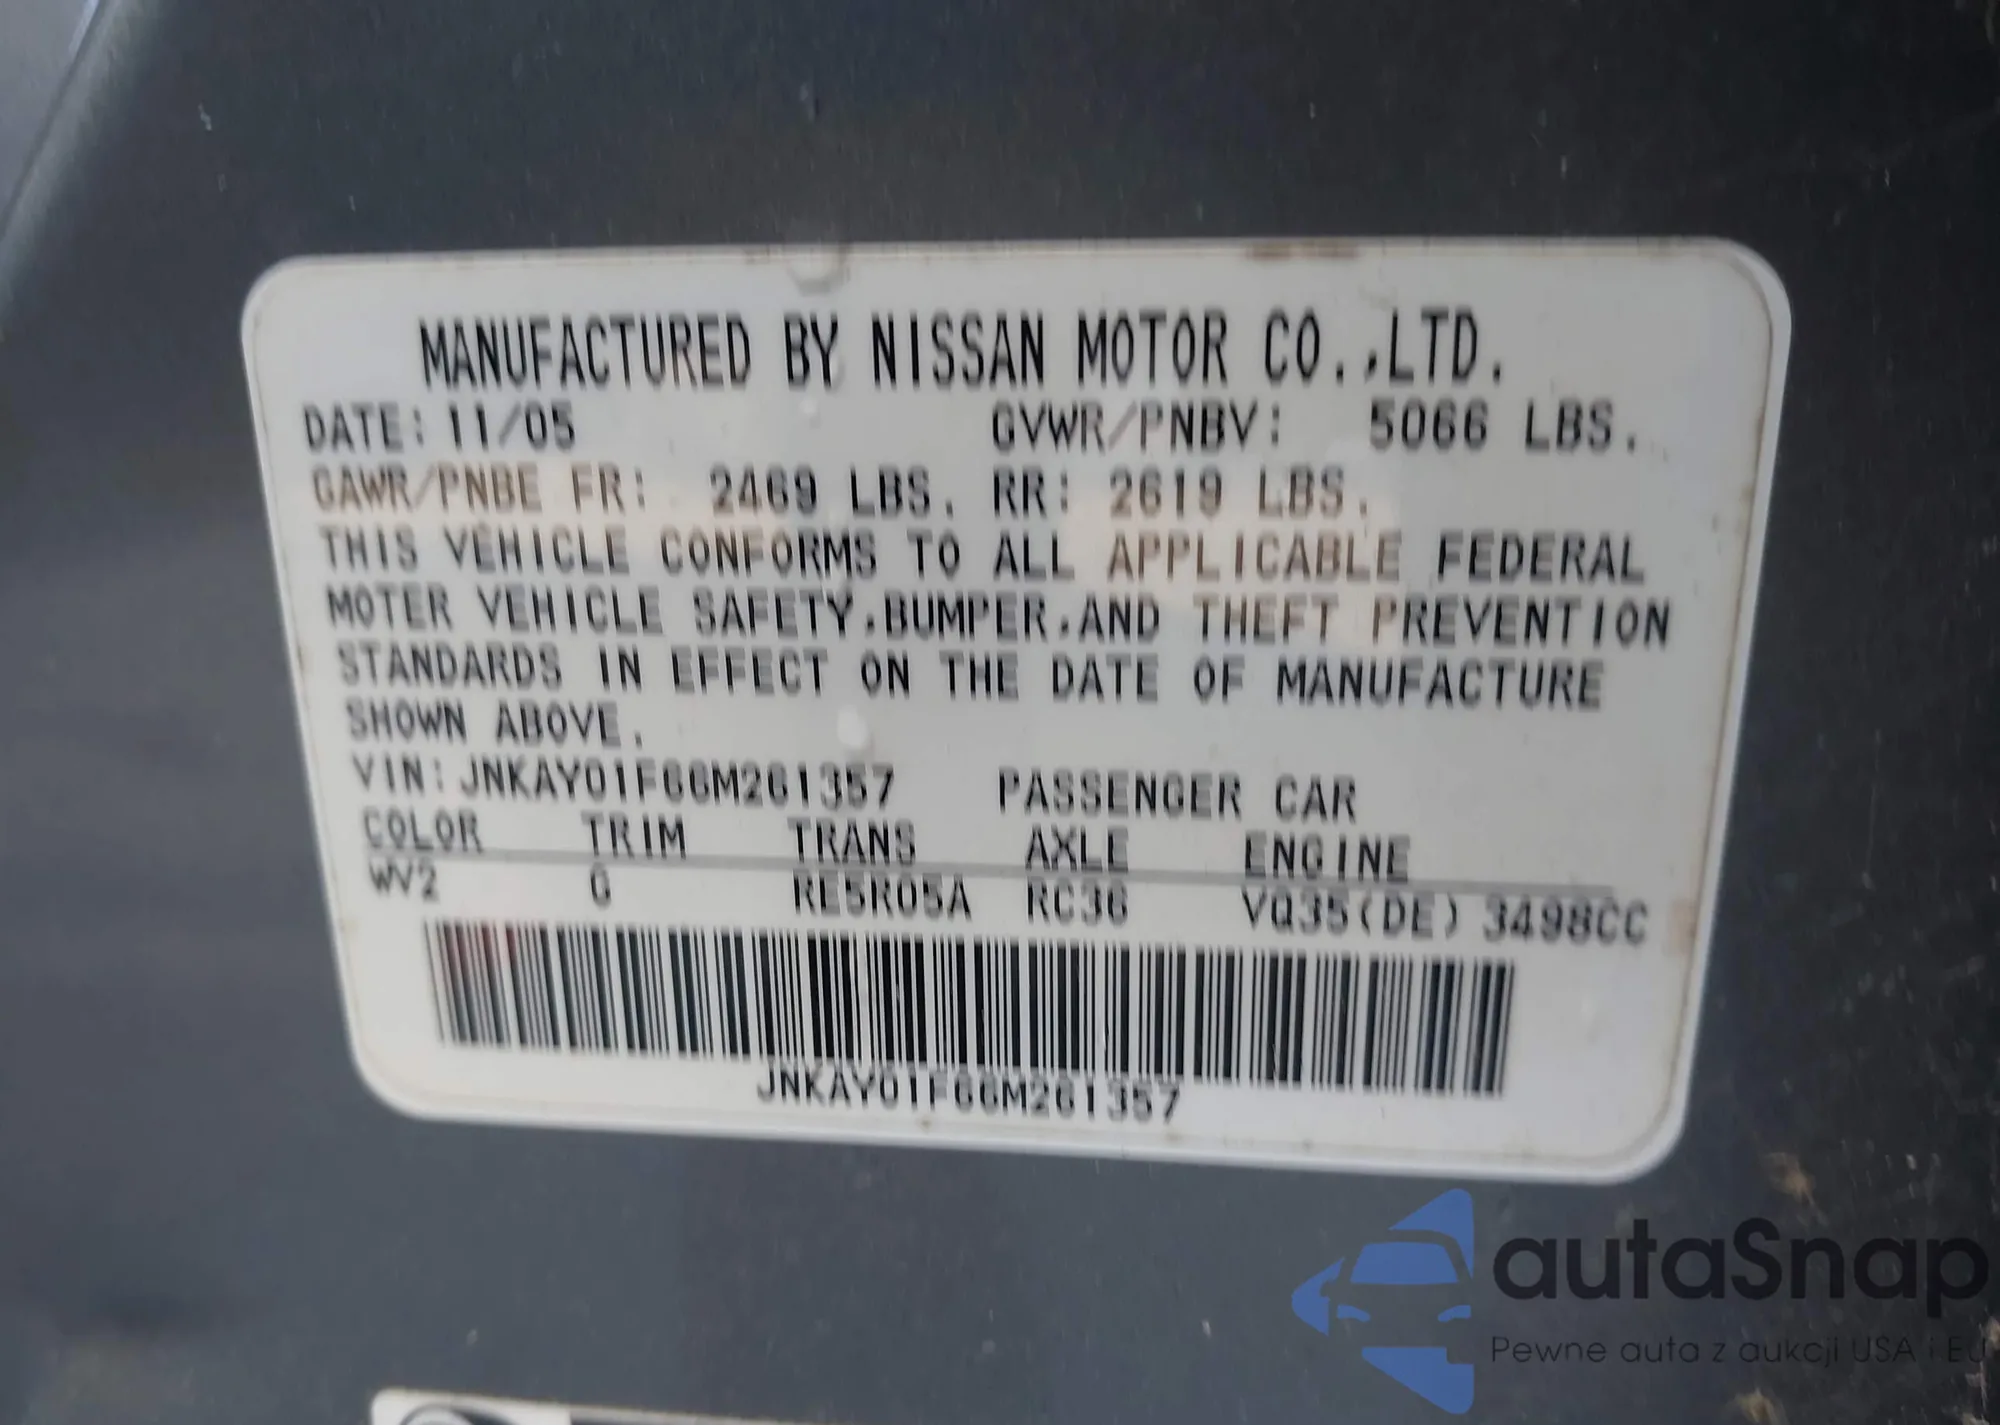 MANUFACTURED BY NISSAN MOTOR CO.,LTD.
DATE: 11/05 GVWR/PNBV: 5066 LBS.
GAWR/PNBE FR: 2469 LBS. RR: 2619 LBS.
THIS VEHICLE CONFORMS TO ALL APPLICABLE FEDERAL
MOTER VEHICLE SAFETY,BUMPER,AND THEFT PREVENTION
STANDARDS IN EFFECT ON THE DATE OF MANUFACTURE
SHOWN ABOVE.
VIN:JNKAY01F66M261357 PASSENGER CAR
COLOR TRIM TRANS AXLE ENGINE
WV2 G RE5R05A RC36 VQ35(DE) 3498CC
JNKAY01F66M261357
autaSnap
Pewne auta z aukcji USA i EU